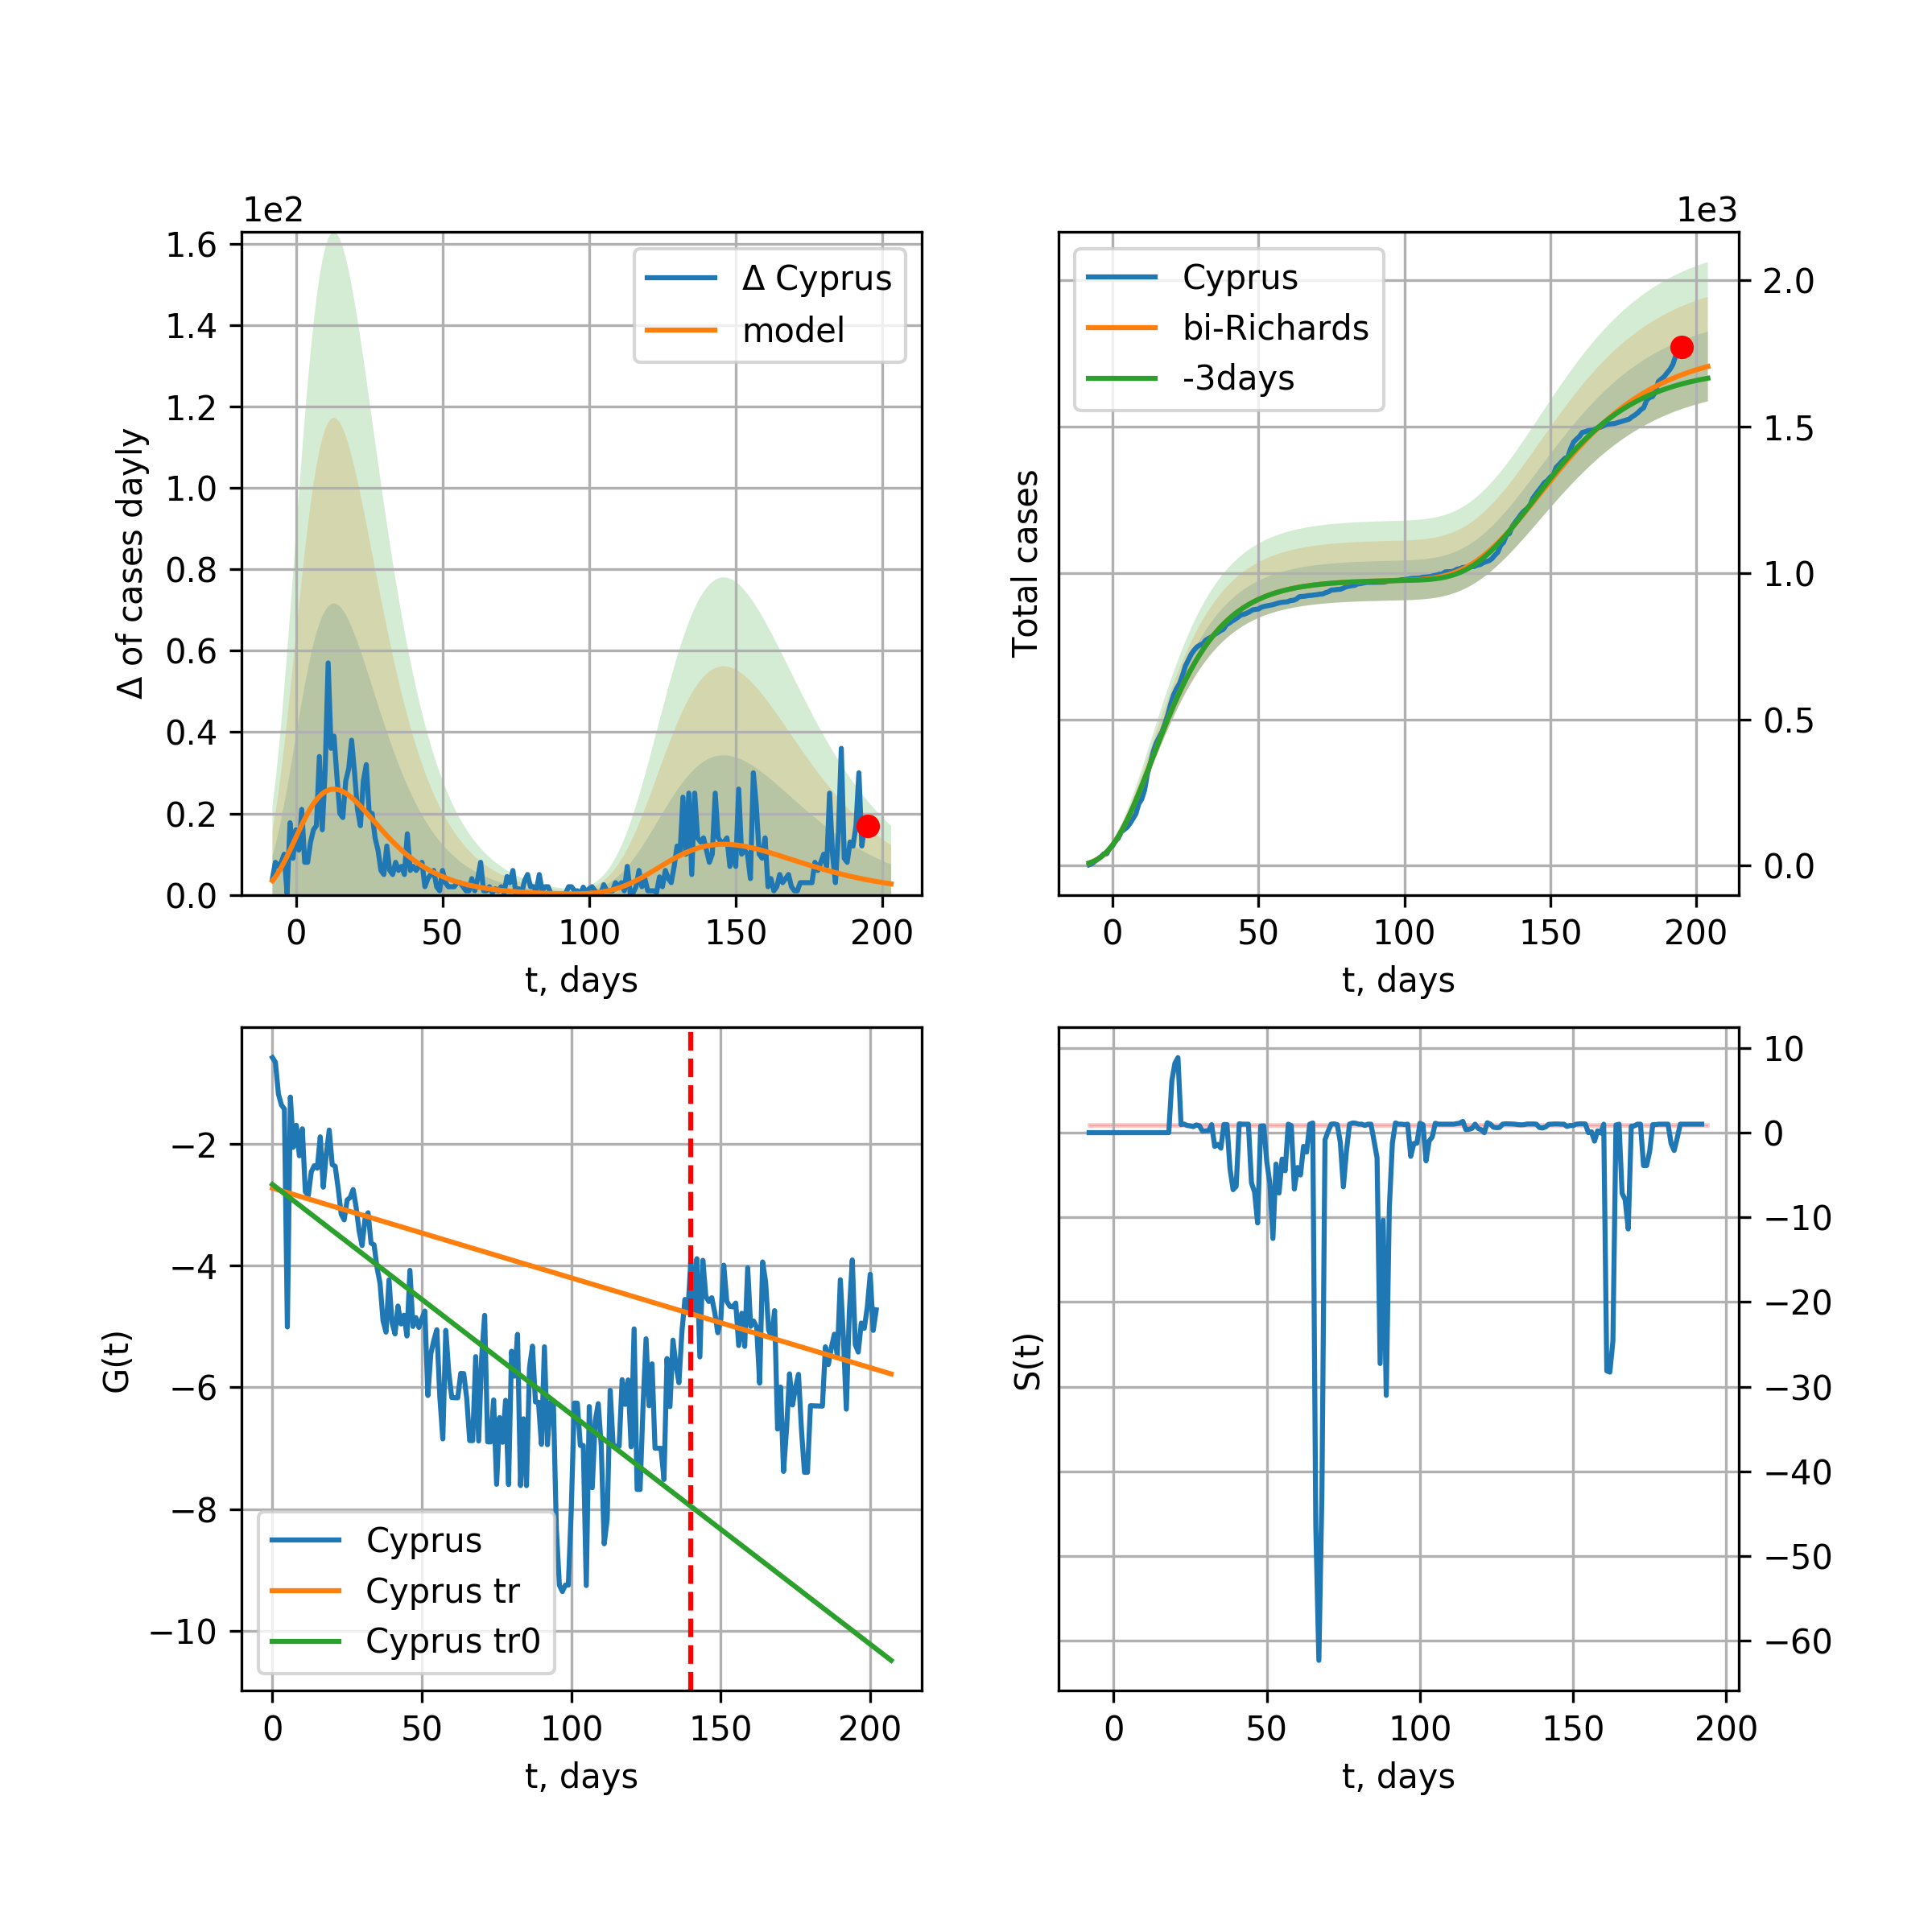 1e2
1.6
1.4
1.2
1.0
0.8
0.6
0.4
0.2
0.0
Δ of cases dayly
Δ Cyprus
model
0 50 100 150 200
t, days
1e3
Cyprus
bi-Richards
-3days
Total cases
2.0
1.5
1.0
0.5
0.0
0 50 100 150 200
t, days
−2
−4
−6
−8
−10
G(t)
Cyprus
Cyprus tr
Cyprus tr0
0 50 100 150 200
t, days
S(t)
10
0
−10
−20
−30
−40
−50
−60
0 50 100 150 200
t, days